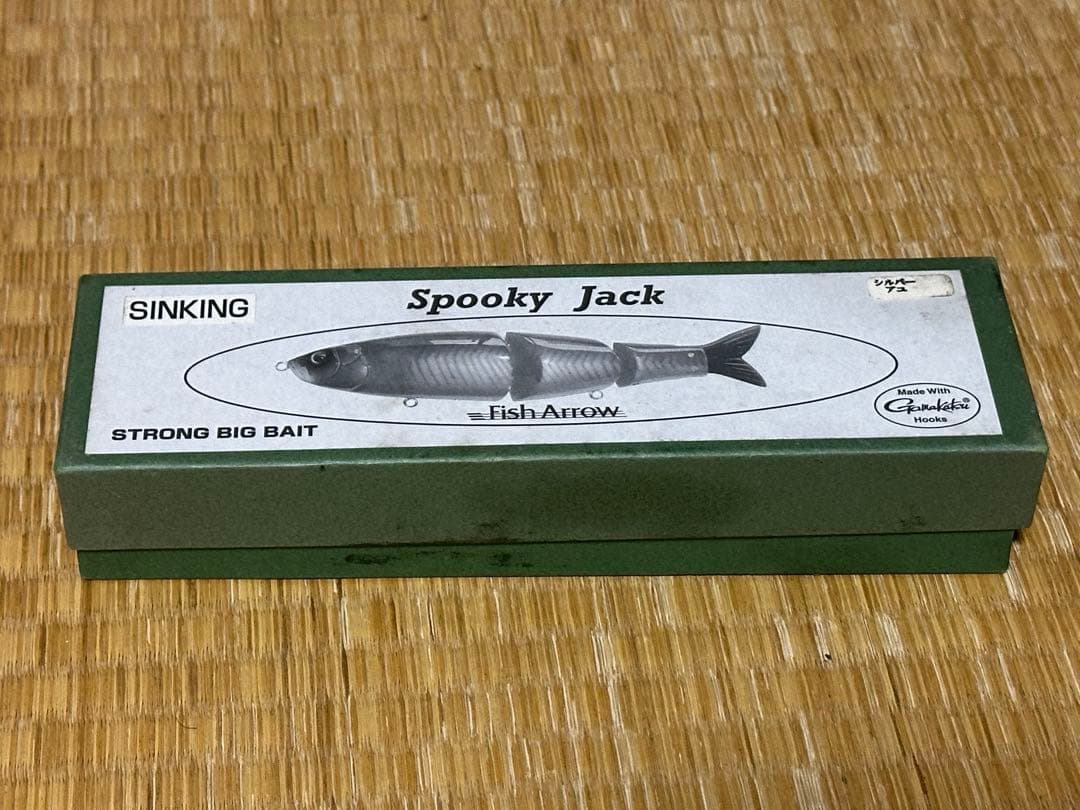 SINKING
Spooky Jack
シルバー
アユ
Fish Arrow
STRONG BIG BAIT
Made With
Gamakatsu®
Hooks